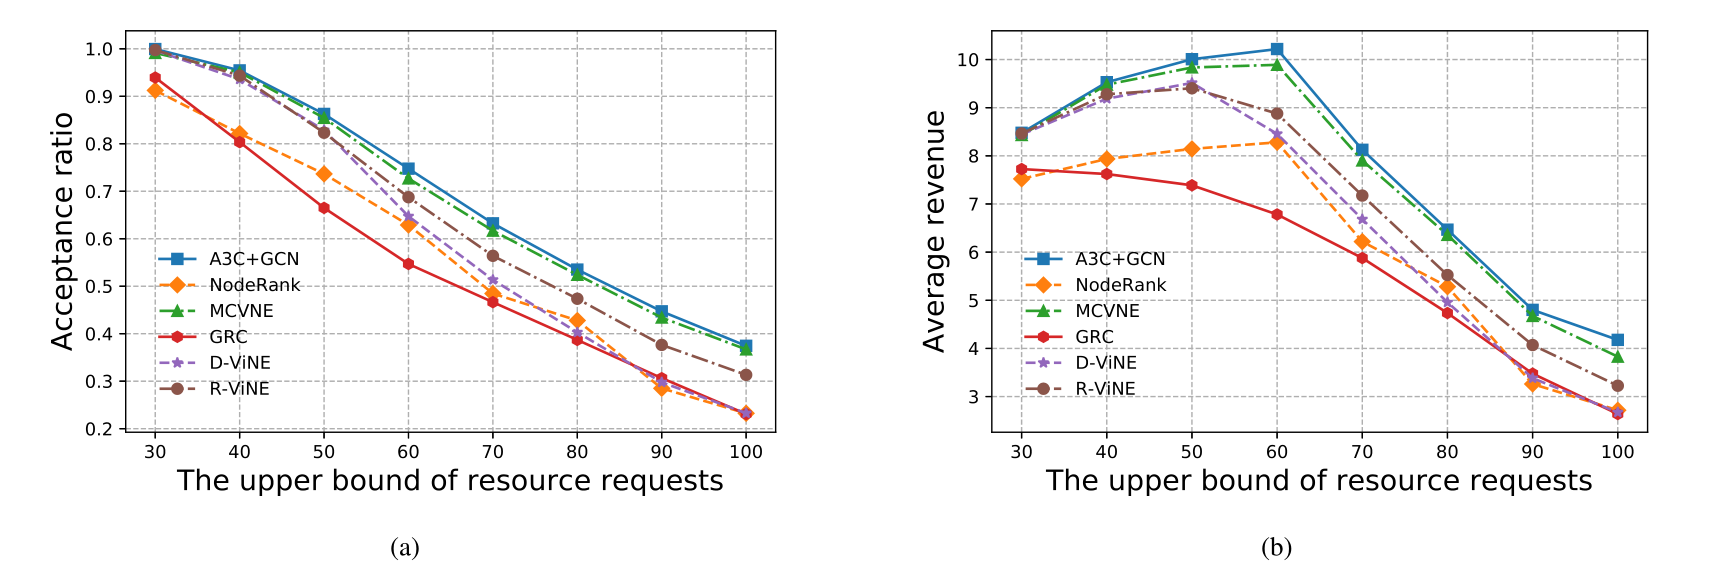 1.0
0.9
0.8
0.7
0.6
0.5
0.4
0.3
0.2
Acceptance ratio
A3C+GCN
NodeRank
MCVNE
GRC
D-ViNE
R-ViNE
30 40 50 60 70 80 90 100
The upper bound of resource requests
(a)
10
9
8
7
6
5
4
3
Average revenue
A3C+GCN
NodeRank
MCVNE
GRC
D-ViNE
R-ViNE
30 40 50 60 70 80 90 100
The upper bound of resource requests
(b)